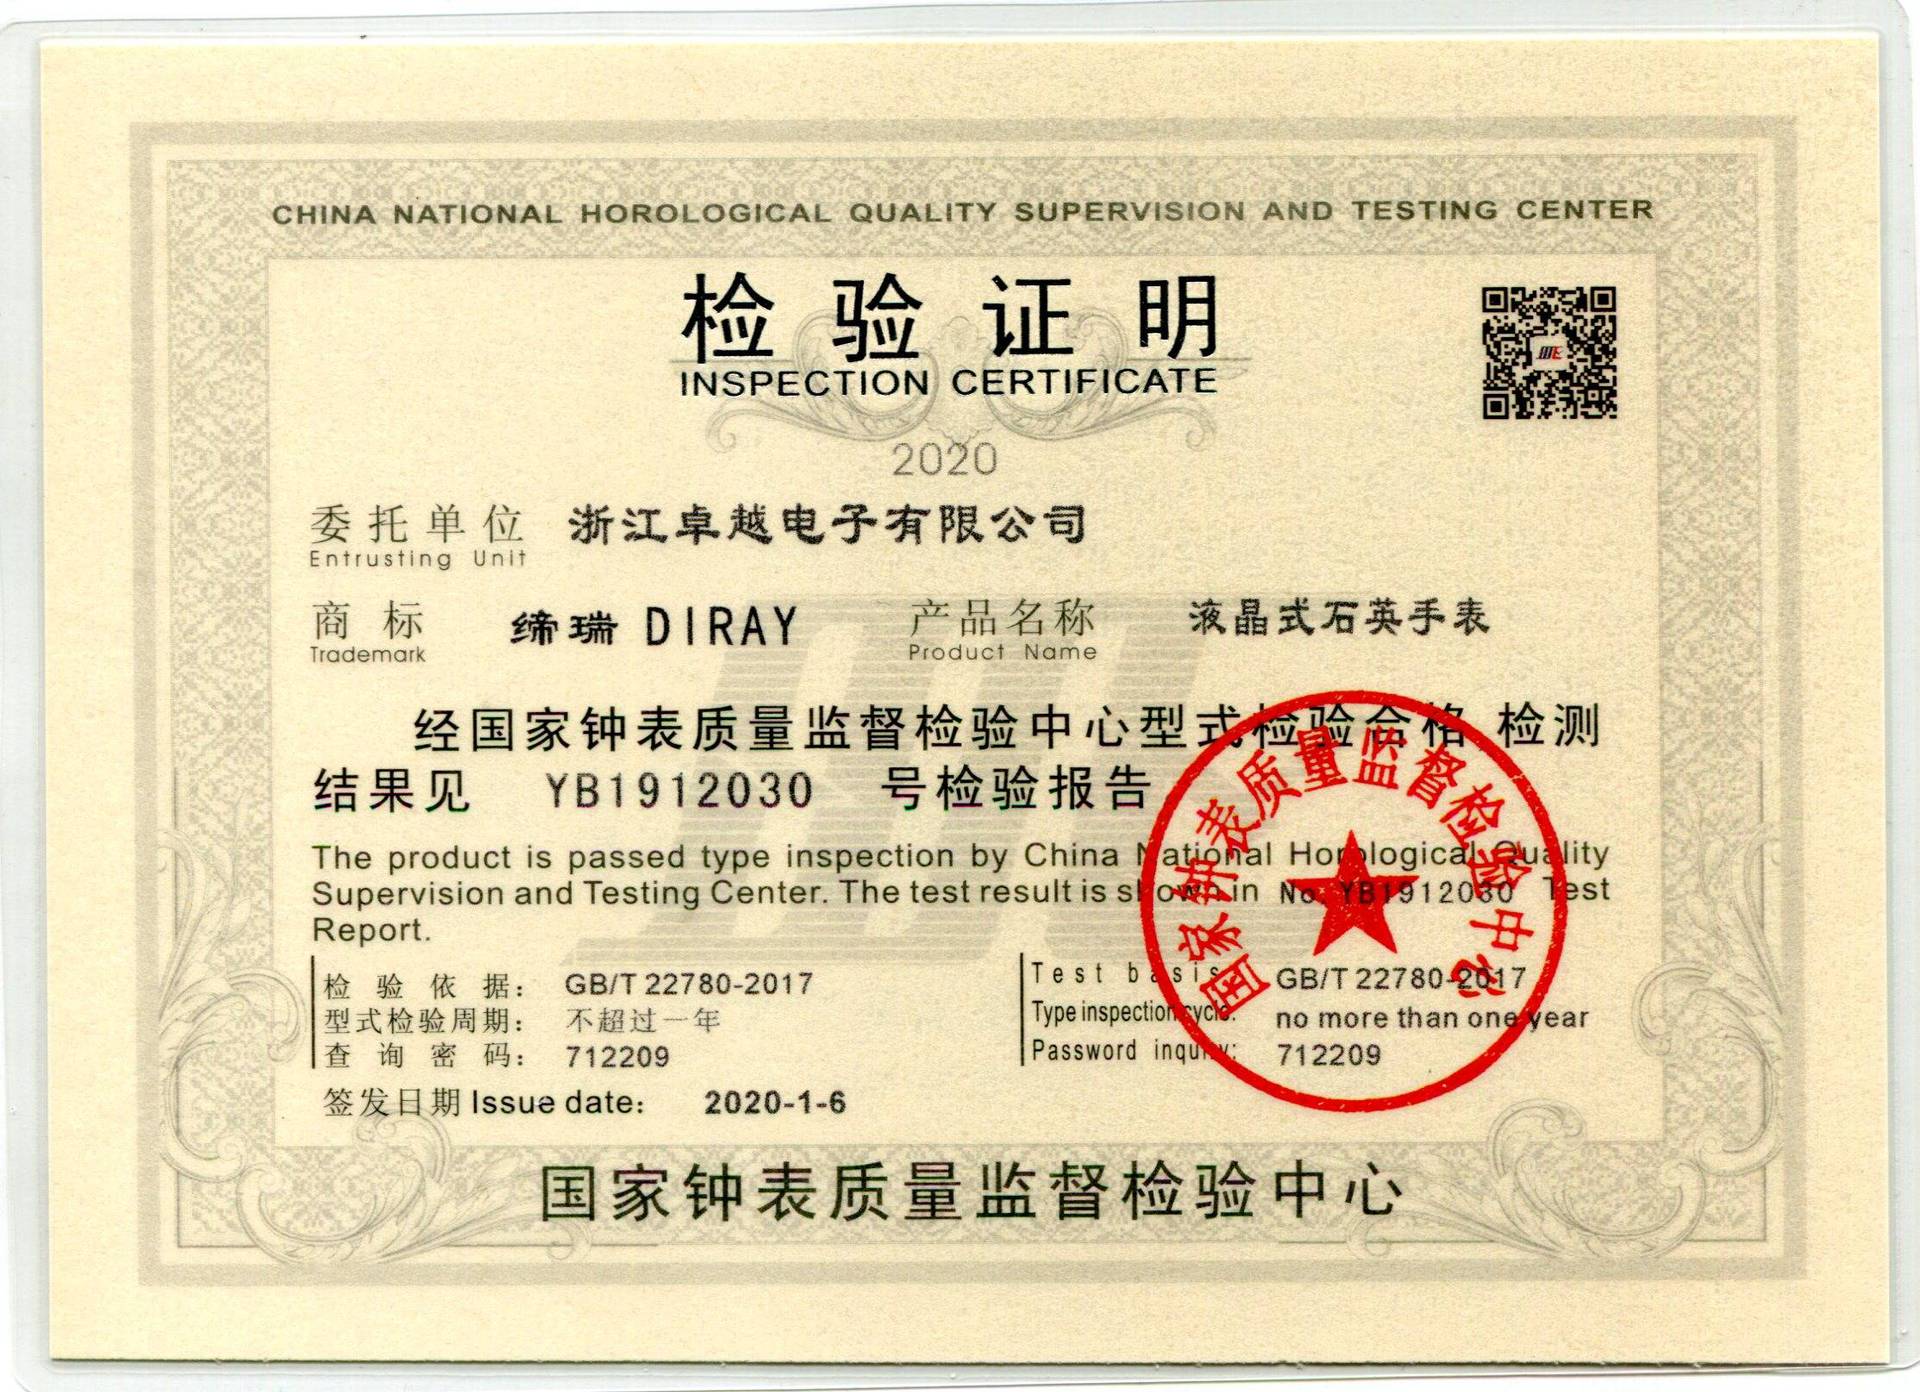 CHINA NATIONAL HOROLOGICAL QUALITY SUPERVISION AND TESTING CENTER
检验证明
INSPECTION CERTIFICATE
2020
委托单位 浙江卓越电子有限公司
Entrusting Unit
商标 缔瑞 DIRAY 产品名称 液晶式石英手表
Trademark Product Name
经国家钟表质量监督检验中心型式检验合格 检测
结果见 YB1912030 号检验报告
The product is passed type inspection by China National Horological Quality
Supervision and Testing Center. The test result is shown in No. YB1912030 Test
Report.
检验依据： GB/T 22780-2017 Test basis: GB/T 22780-2017
型式检验周期： 不超过一年 Type inspection cycle: no more than one year
查询密码： 712209 Password inquiry: 712209
签发日期 Issue date： 2020-1-6
国家钟表质量监督检验中心
国家钟表质量监督检验中心